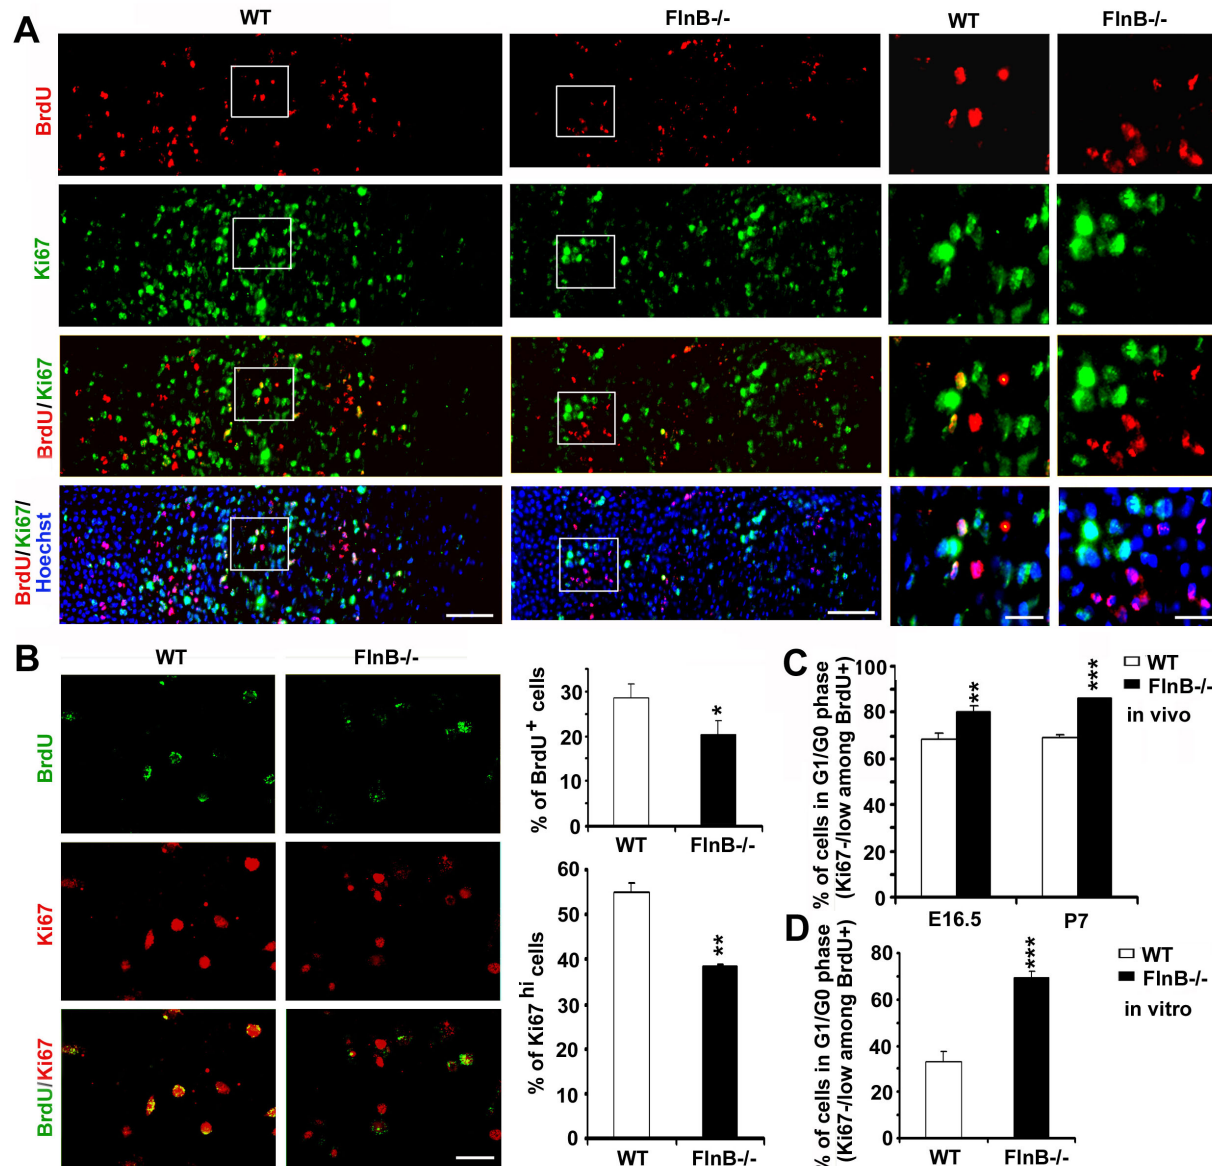 A
WT
FlnB-/-
WT
FlnB-/-
BrdU
Ki67
BrdU/Ki67
BrdU/Ki67/
Hoechst
B
WT
FlnB-/-
BrdU
Ki67
BrdU/Ki67
% of BrdU+ cells
30
20
10
0
WT
FlnB-/-
*
% of Ki67hi cells
60
50
40
30
20
10
0
WT
FlnB-/-
**
C
% of cells in G1/G0 phase
(Ki67-/low among BrdU+)
100
80
60
40
20
0
**
***
E16.5
P7
WT
FlnB-/-
in vivo
D
% of cells in G1/G0 phase
(Ki67-/low among BrdU+)
80
60
40
20
0
***
WT
FlnB-/-
WT
FlnB-/-
in vitro